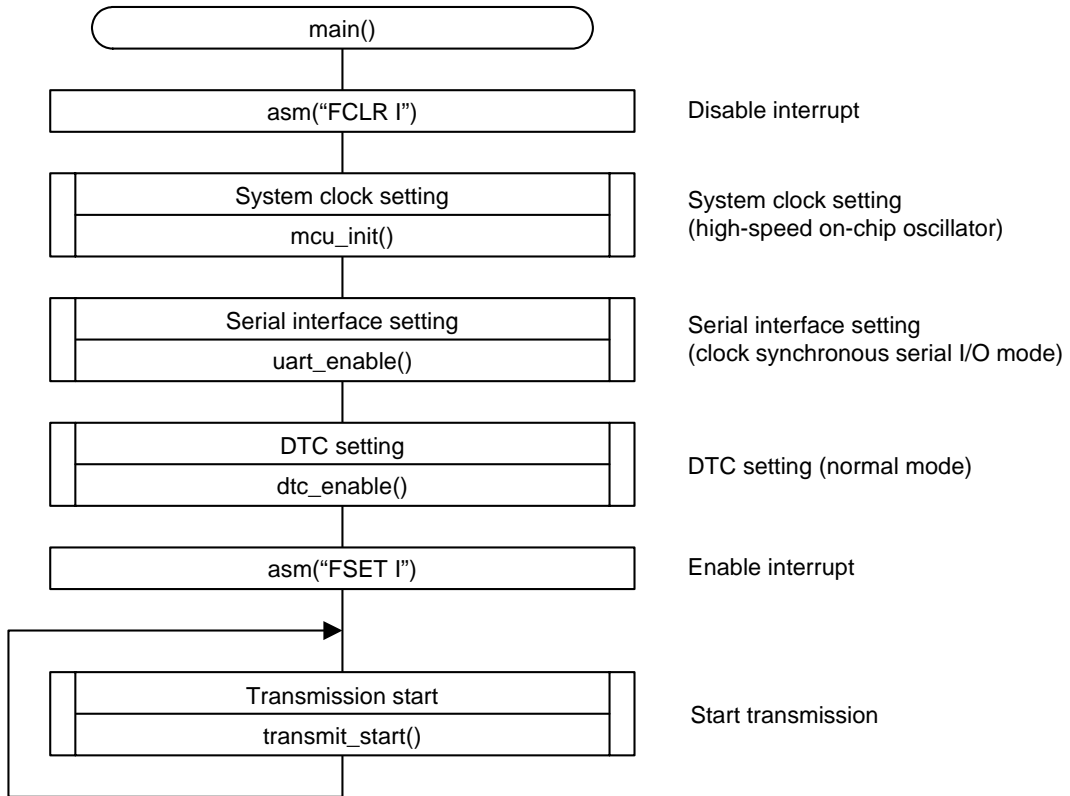 main()
asm(“FCLR I”)
Disable interrupt
System clock setting
mcu_init()
System clock setting
(high-speed on-chip oscillator)
Serial interface setting
uart_enable()
Serial interface setting
(clock synchronous serial I/O mode)
DTC setting
dtc_enable()
DTC setting (normal mode)
asm(“FSET I”)
Enable interrupt
Transmission start
transmit_start()
Start transmission